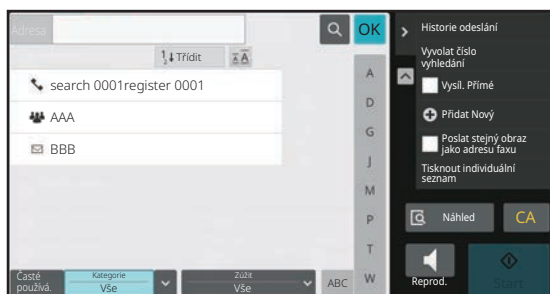 Adresa
OK
Třídit
search 0001register 0001
AAA
BBB
A
D
G
J
M
P
T
W
Časté
používá.
Kategorie
Vše
Zúžit
Vše
ABC
Historie odeslání
Vyvolat číslo
vyhledání
Vysíl. Přímé
Přidat Nový
Poslat stejný obraz
jako adresu faxu
Tisknout individuální
seznam
Náhled
CA
Reprod.
Start